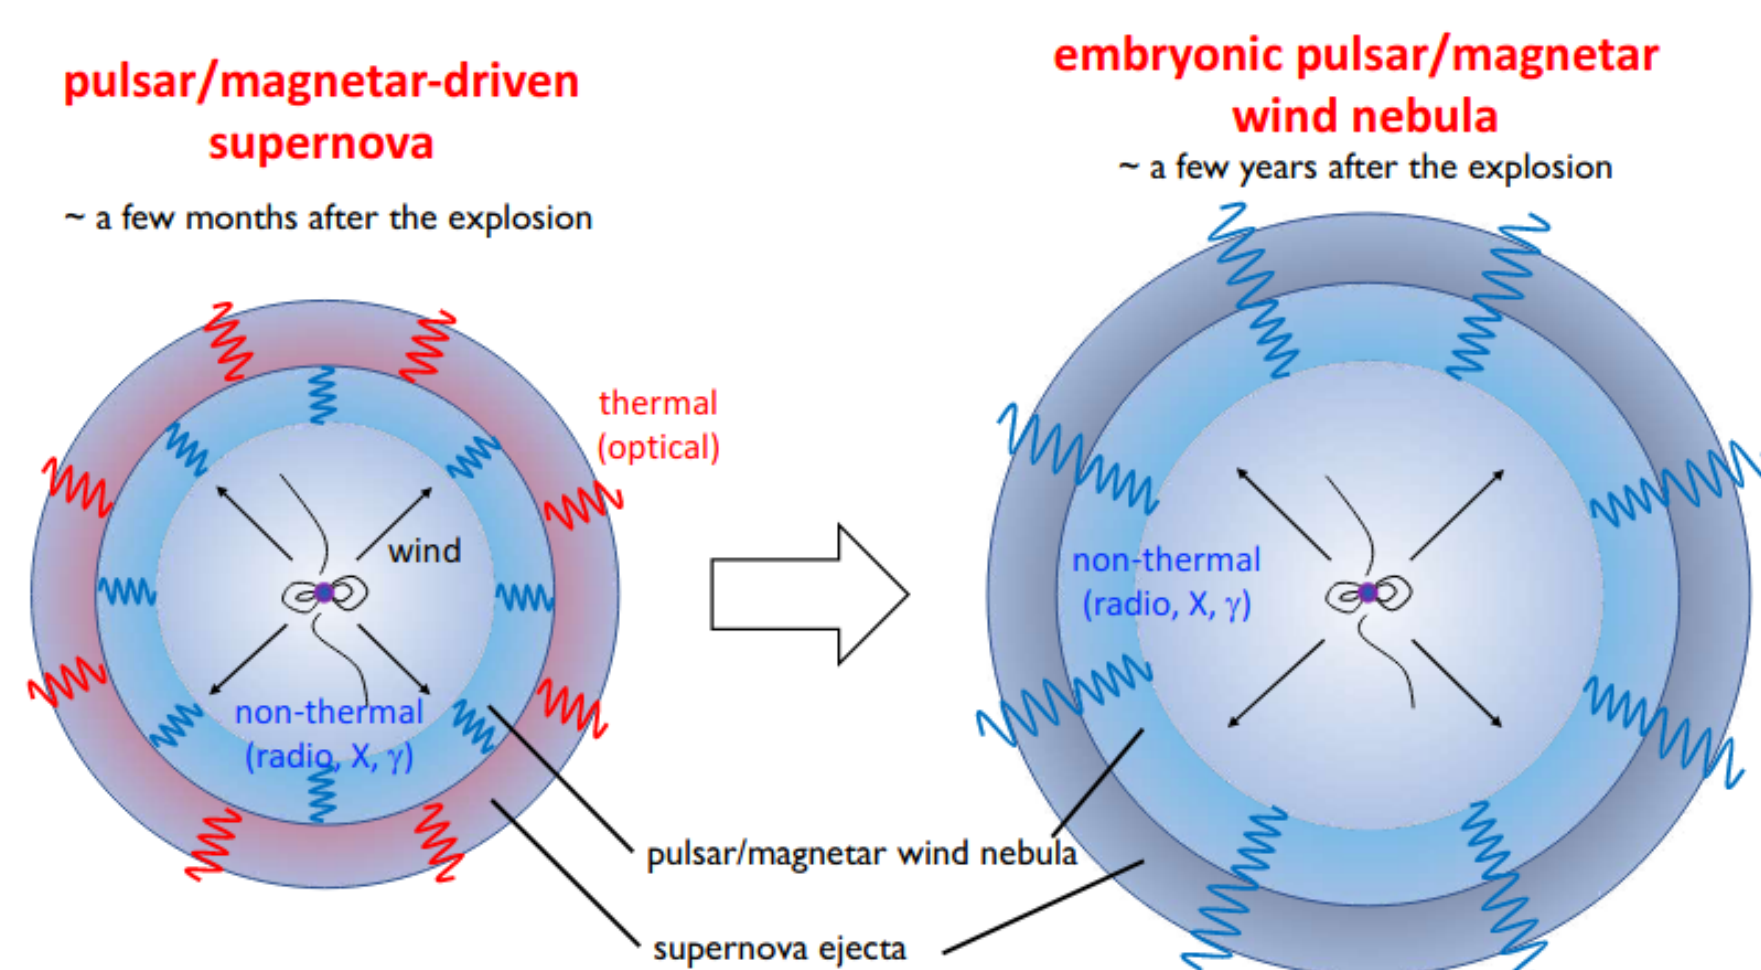 pulsar/magnetar-driven
supernova
~ a few months after the explosion
embryonic pulsar/magnetar
wind nebula
~ a few years after the explosion
thermal
(optical)
wind
non-thermal
(radio, X, γ)
non-thermal
(radio, X, γ)
pulsar/magnetar wind nebula
supernova ejecta